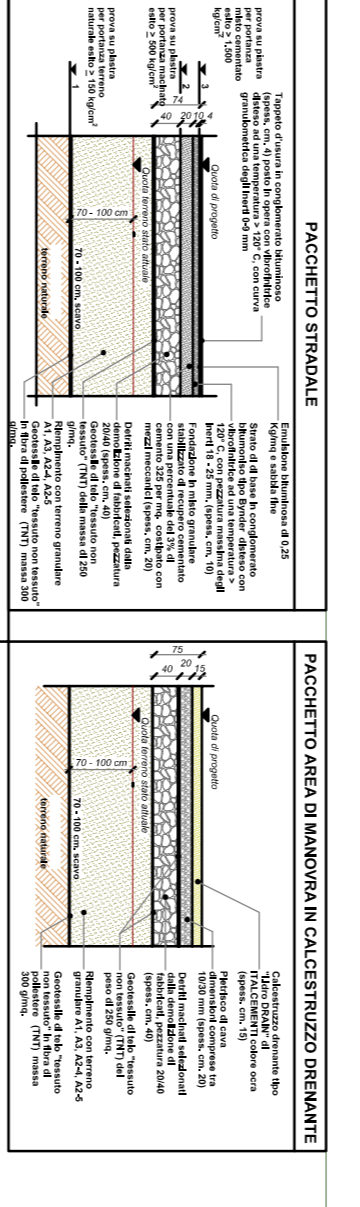 PACCHETTO STRADALE
prova su piastra
per portanza
misto cementato
esito > 1.500
kg/cm²
prova su piastra
per portanza macinato
esito ≥ 500 kg/cm²
prova su piastra
per portanza terreno
naturale esito ≥ 150 kg/cm²
3
2
1
Tappeto d'usura in conglomerato bituminoso
(spess. cm. 4) posto in opera con vibrofinitrice
disteso ad una temperatura > 120° C, con curva
granulometrica degli inerti 0-9 mm
74
40
20
10
4
Quota di progetto
Quota terreno stato attuale
70 - 100 cm
70 - 100 cm. scavo
terreno naturale
Emulsione bituminosa di 0,25
Kg/mq e sabbia fine
Strato di di base in conglomerato
bituminoso tipo Bynder disteso con
vibrofinitrice ad una temperatura >
120° C, con pezzatura massima degli
inerti 18 - 25 mm. (spess. cm. 10)
Fondazione in misto granulare
stabilizzato di recupero cementato
con una percentuale del 3% di
cemento 325 per mq. costipato con
mezzi meccanici (spess. cm. 20)
Detriti macinati selezionati dalla
demolizione di fabbricati, pezzatura
20/40 (spess. cm. 40)
Geotessile di telo "tessuto non
tessuto" (TNT) della massa di 250
g/mq.
Riempimento con terreno granulare
A1, A3, A2-4, A2-5
Geotessile di telo "tessuto non tessuto"
in fibra di poliestere (TNT) massa 300
g/mq.
PACCHETTO AREA DI MANOVRA IN CALCESTRUZZO DRENANTE
75
40
20
15
Quota di progetto
Quota terreno stato attuale
70 - 100 cm
70 - 100 cm. scavo
terreno naturale
Calcestruzzo drenante tipo
"Idro DRAIN" di
ITALCEMENTI colore ocra
(spess. cm. 15)
Pietrisco di cava
dimensioni comprese tra
10/30 mm (spess. cm. 20)
Detriti macinati selezionati
dalla demolizione di
fabbricati, pezzatura 20/40
(spess. cm. 40)
Geotessile di telo "tessuto
non tessuto" (TNT) del
peso di 250 g/mq.
Riempimento con terreno
granulare A1, A3, A2-4, A2-5
Geotessile di telo "tessuto
non tessuto" in fibra di
poliestere (TNT) massa
300 g/mq.